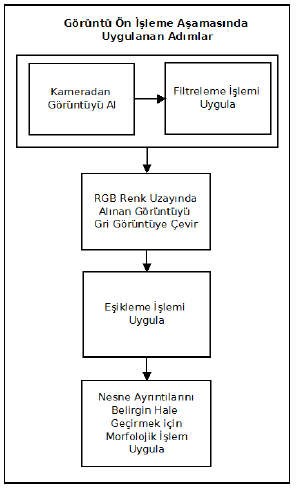 Görüntü Ön İşleme Aşamasında
Uygulanan Adımlar
Kameradan
Görüntüyü Al
Filtreleme İşlemi
Uygula
RGB Renk Uzayında
Alınan Görüntüyü
Gri Görüntüye Çevir
Eşikleme İşlemi
Uygula
Nesne Ayrıntılarını
Belirgin Hale
Geçirmek için
Morfolojik İşlem
Uygula